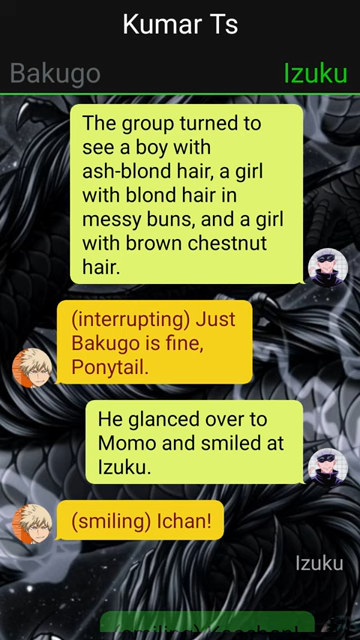 Kumar Ts
Bakugo
Izuku
The group turned to
see a boy with
ash-blond hair, a girl
with blond hair in
messy buns, and a girl
with brown chestnut
hair.
(interrupting) Just
Bakugo is fine,
Ponytail.
He glanced over to
Momo and smiled at
Izuku.
(smiling) Ichan!
Izuku